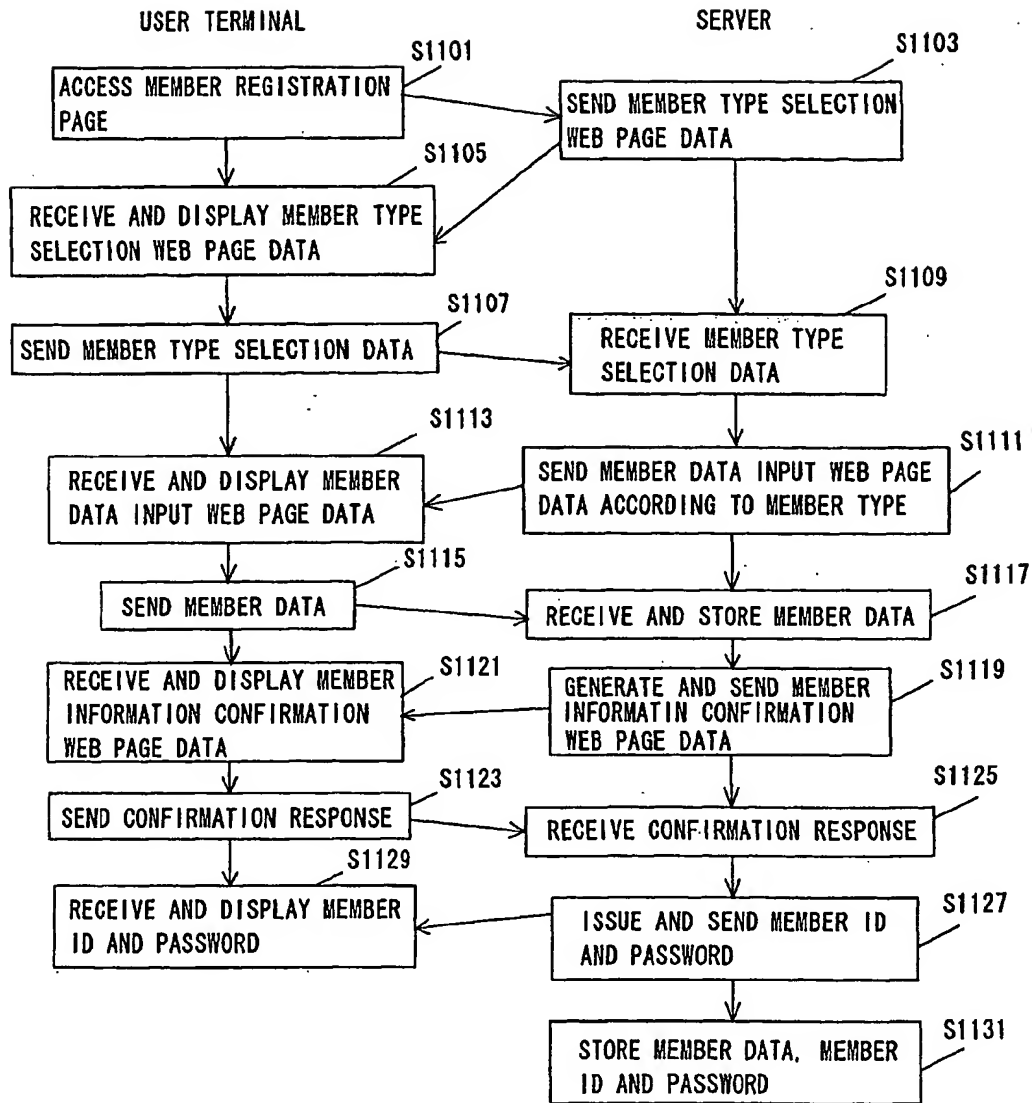 USER TERMINAL
SERVER
S1101
S1103
ACCESS MEMBER REGISTRATION
PAGE
SEND MEMBER TYPE SELECTION
WEB PAGE DATA
S1105
RECEIVE AND DISPLAY MEMBER TYPE
SELECTION WEB PAGE DATA
S1107
S1109
SEND MEMBER TYPE SELECTION DATA
RECEIVE MEMBER TYPE
SELECTION DATA
S1113
S1111
RECEIVE AND DISPLAY MEMBER
DATA INPUT WEB PAGE DATA
SEND MEMBER DATA INPUT WEB PAGE
DATA ACCORDING TO MEMBER TYPE
S1115
S1117
SEND MEMBER DATA
RECEIVE AND STORE MEMBER DATA
S1121
S1119
RECEIVE AND DISPLAY MEMBER
INFORMATION CONFIRMATION
WEB PAGE DATA
GENERATE AND SEND MEMBER
INFORMATIN CONFIRMATION
WEB PAGE DATA
S1123
S1125
SEND CONFIRMATION RESPONSE
RECEIVE CONFIRMATION RESPONSE
S1129
S1127
RECEIVE AND DISPLAY MEMBER
ID AND PASSWORD
ISSUE AND SEND MEMBER ID
AND PASSWORD
S1131
STORE MEMBER DATA, MEMBER
ID AND PASSWORD